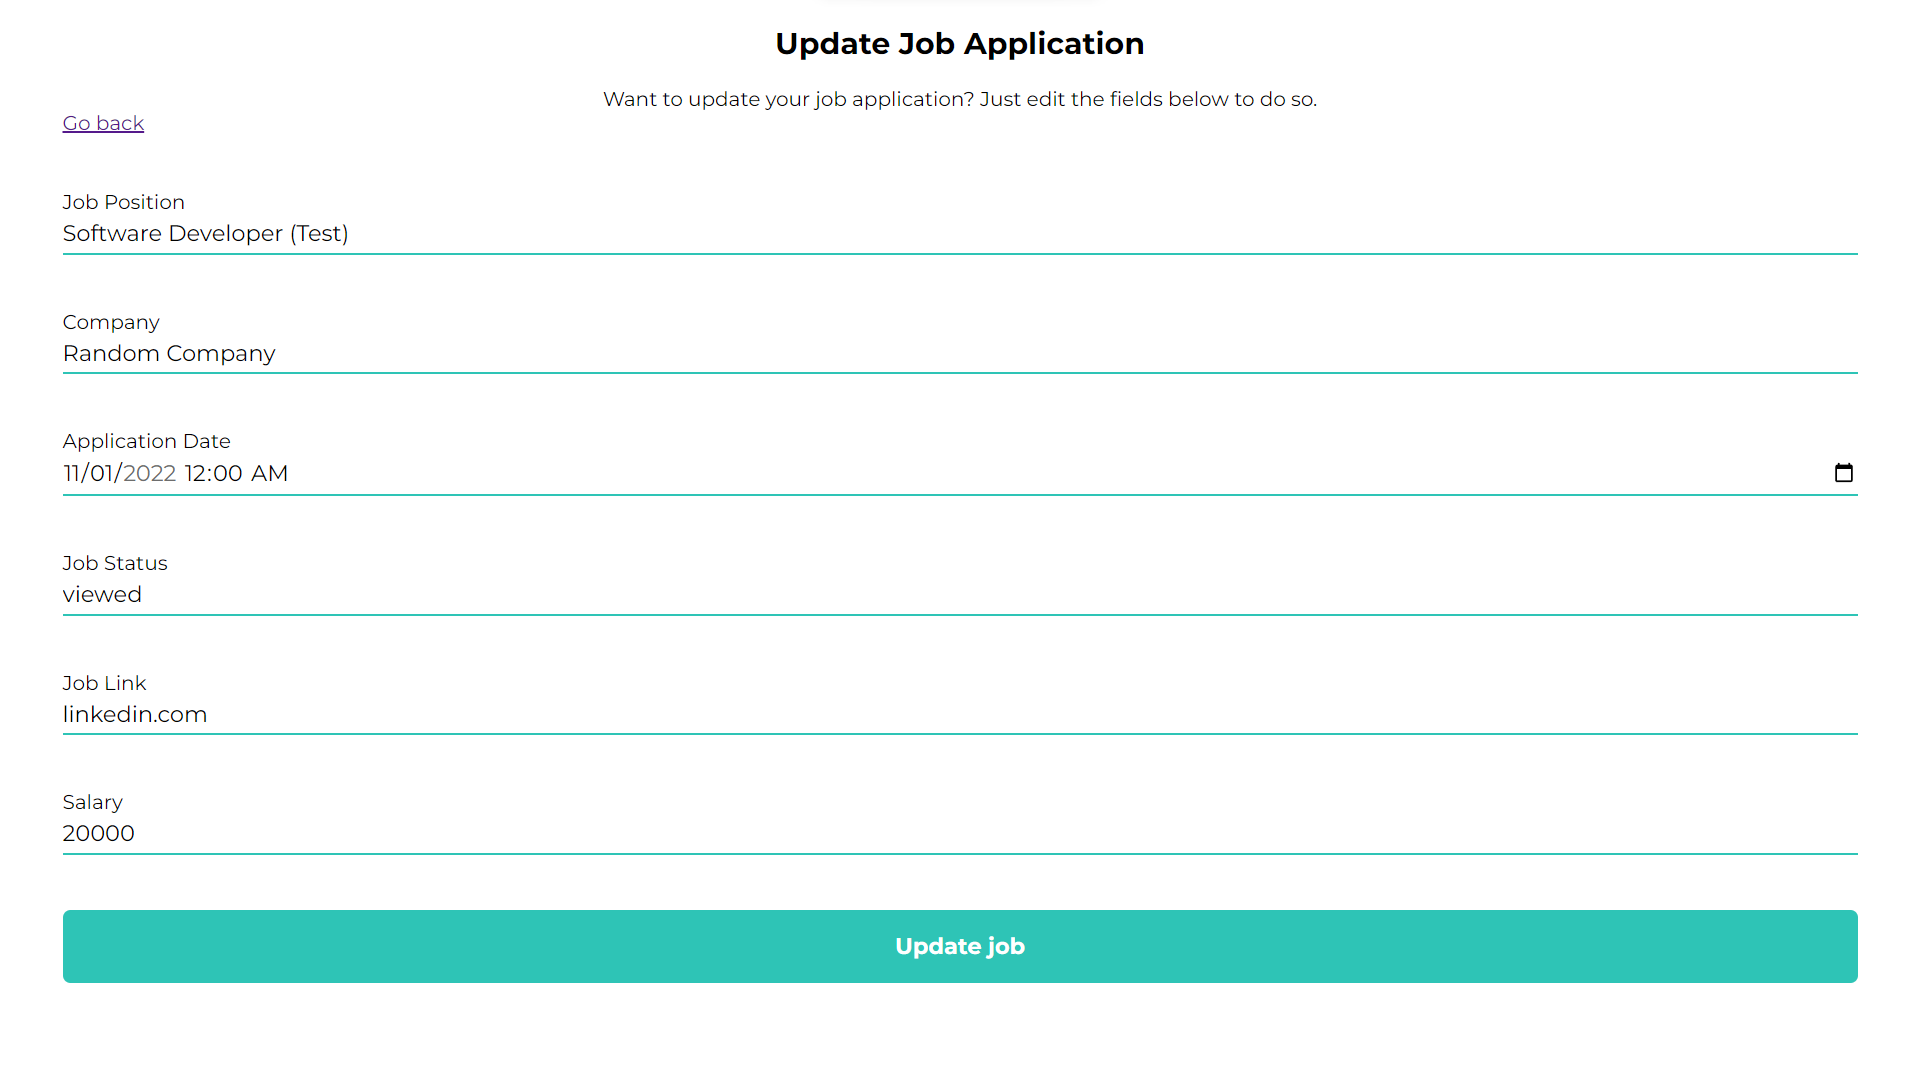 Update Job Application
Want to update your job application? Just edit the fields below to do so.
Go back
Job Position
Software Developer (Test)
Company
Random Company
Application Date
11/01/2022 12:00 AM
Job Status
viewed
Job Link
linkedin.com
Salary
20000
Update job